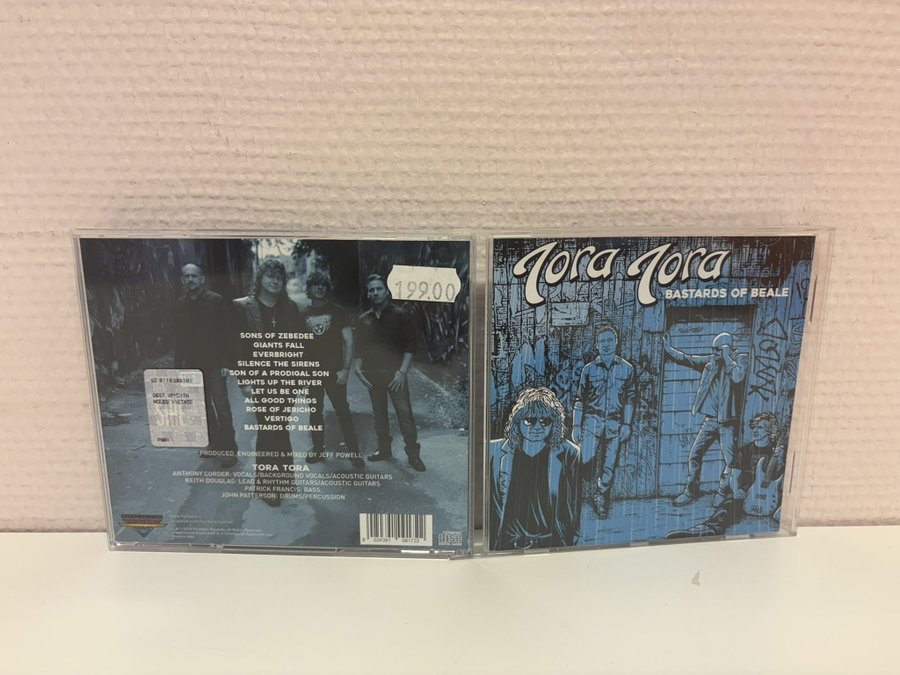 199.00
SONS OF ZEBEDEE
GIANTS FALL
EVERBRIGHT
SILENCE THE SIRENS
SON OF A PRODIGAL SON
LIGHTS UP THE RIVER
LET US BE ONE
ALL GOOD THINGS
ROSE OF JERICHO
VERTIGO
BASTARDS OF BEALE
PRODUCED, ENGINEERED & MIXED BY JEFF POWELL
TORA TORA
ANTHONY CORDER: VOCALS/BACKGROUND VOCALS/ACOUSTIC GUITARS
KEITH DOUGLAS: LEAD & RHYTHM GUITARS/ACOUSTIC GUITARS
PATRICK FRANCIS: BASS
JOHN PATTERSON: DRUMS/PERCUSSION
8 024391 091722
Tora Tora
BASTARDS OF BEALE